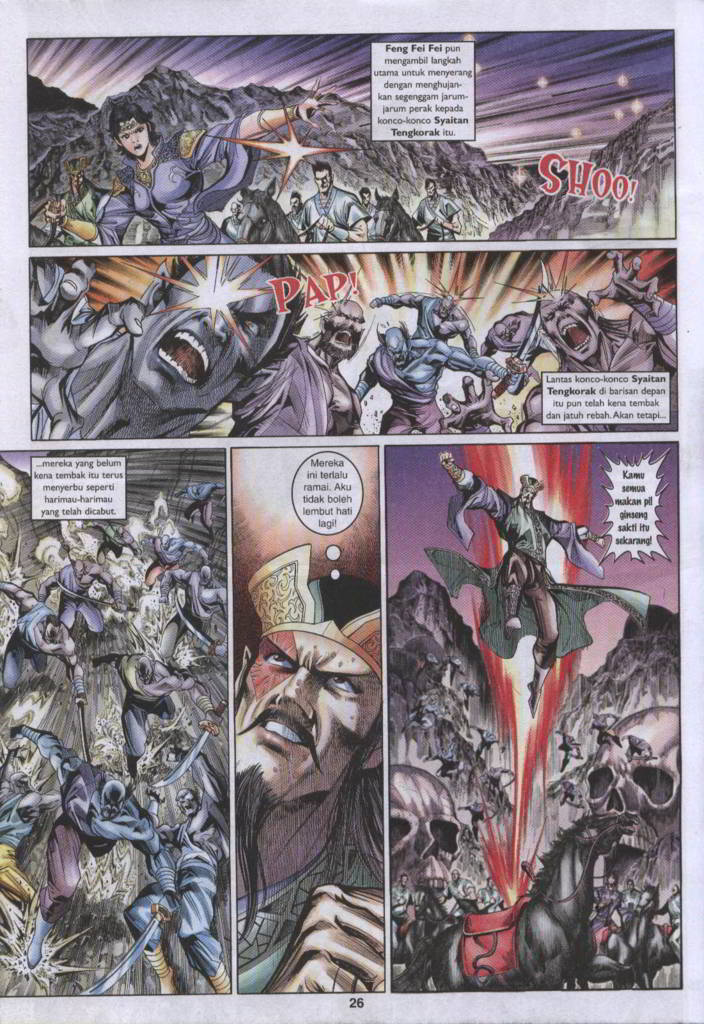 Feng Fei Fei pun
mengambil langkah
utama untuk menyerang
dengan menghujan-
kan segenggam jarum-
jarum perak kepada
konco-konco Syaitan
Tengkorak itu.
SHOO!
PAP!
Lantas konco-konco Syaitan
Tengkorak di barisan depan
itu pun telah kena tembak
dan jatuh rebah. Akan tetapi...
...mereka yang belum
kena tembak itu terus
menyerbu seperti
harimau-harimau
yang telah dicabut.
Mereka
ini terlalu
ramai. Aku
tidak boleh
lembut hati
lagi!
Kamu
semua
makan pil
ginseng
sakti itu
sekarang!
26